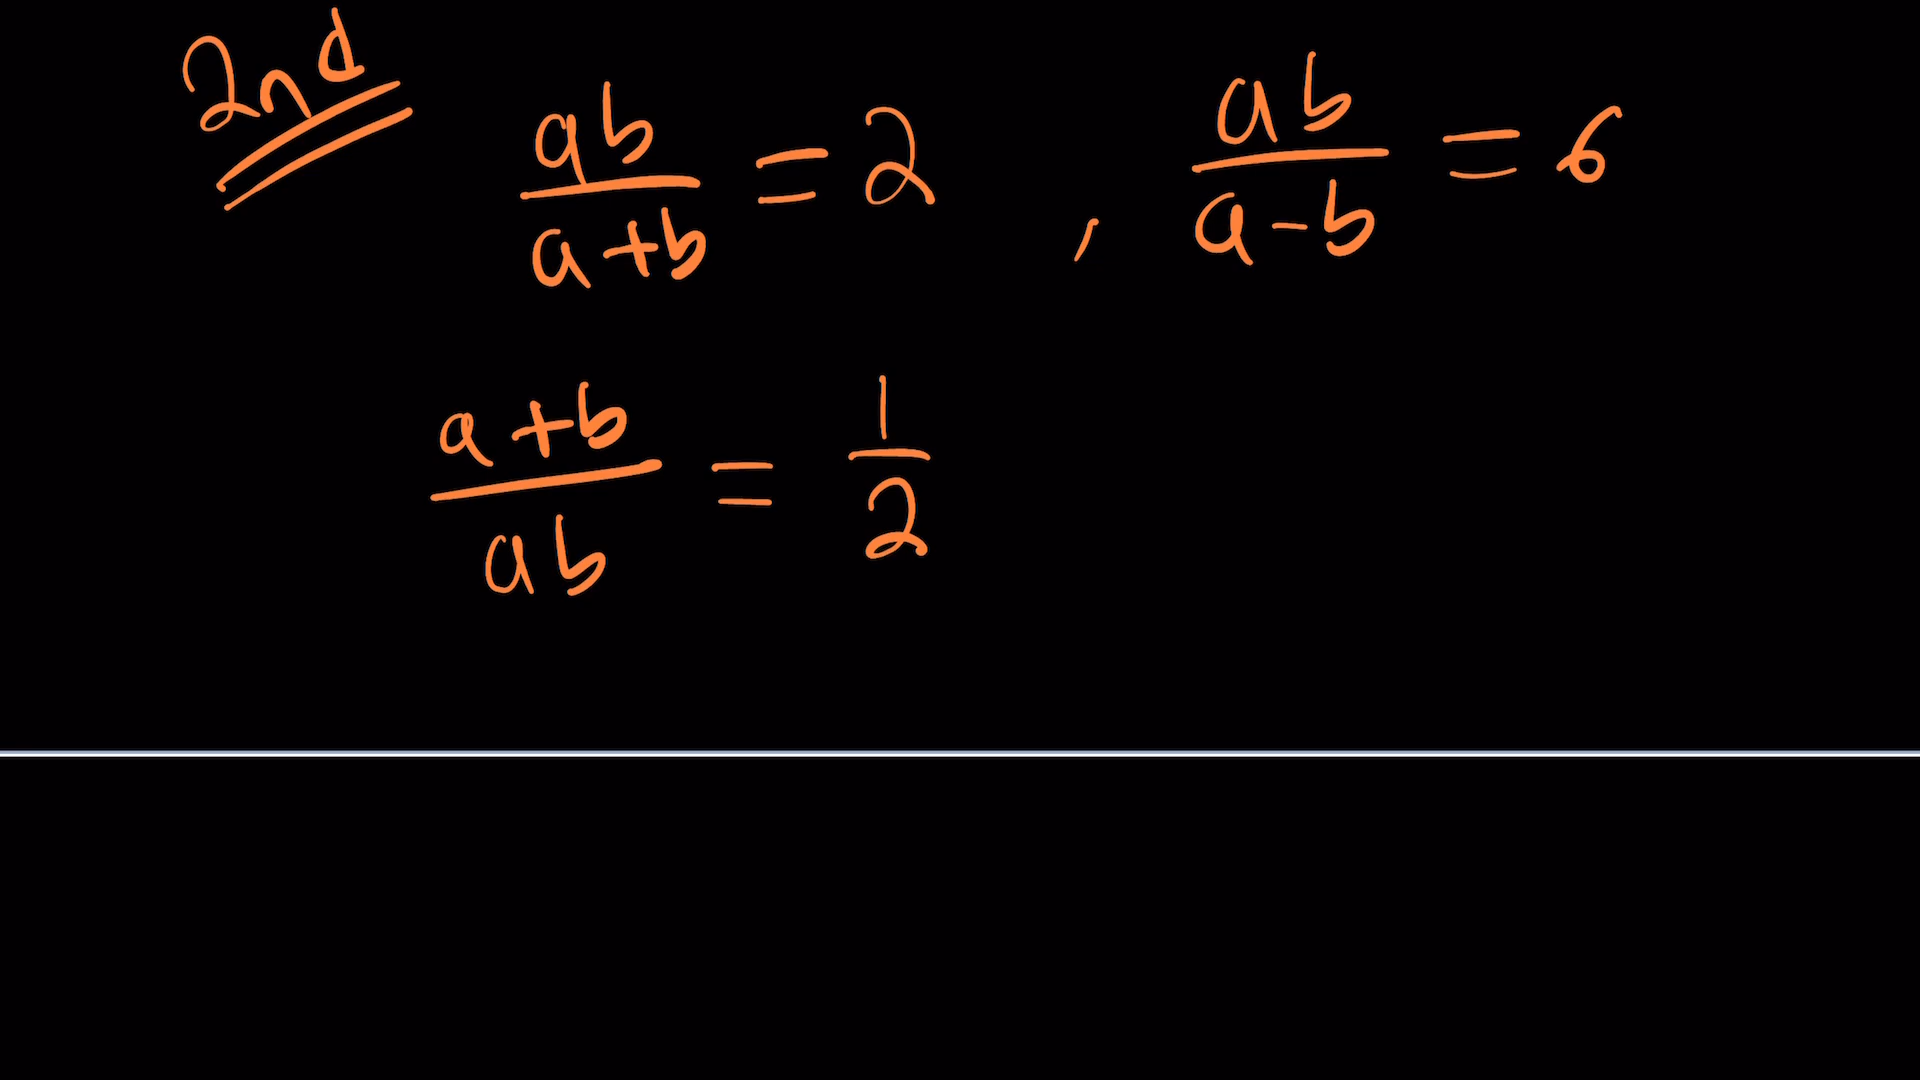 2nd
ab/(a+b) = 2 , ab/(a-b) = 6
(a+b)/ab = 1/2